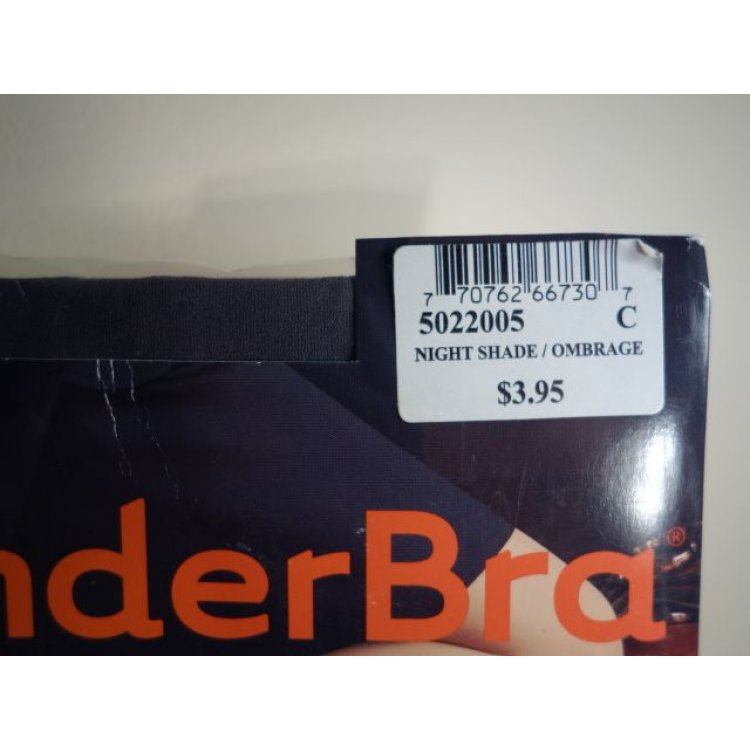 7 70762 66730 7
5022005 C
NIGHT SHADE / OMBRAGE
$3.95
nderBra®